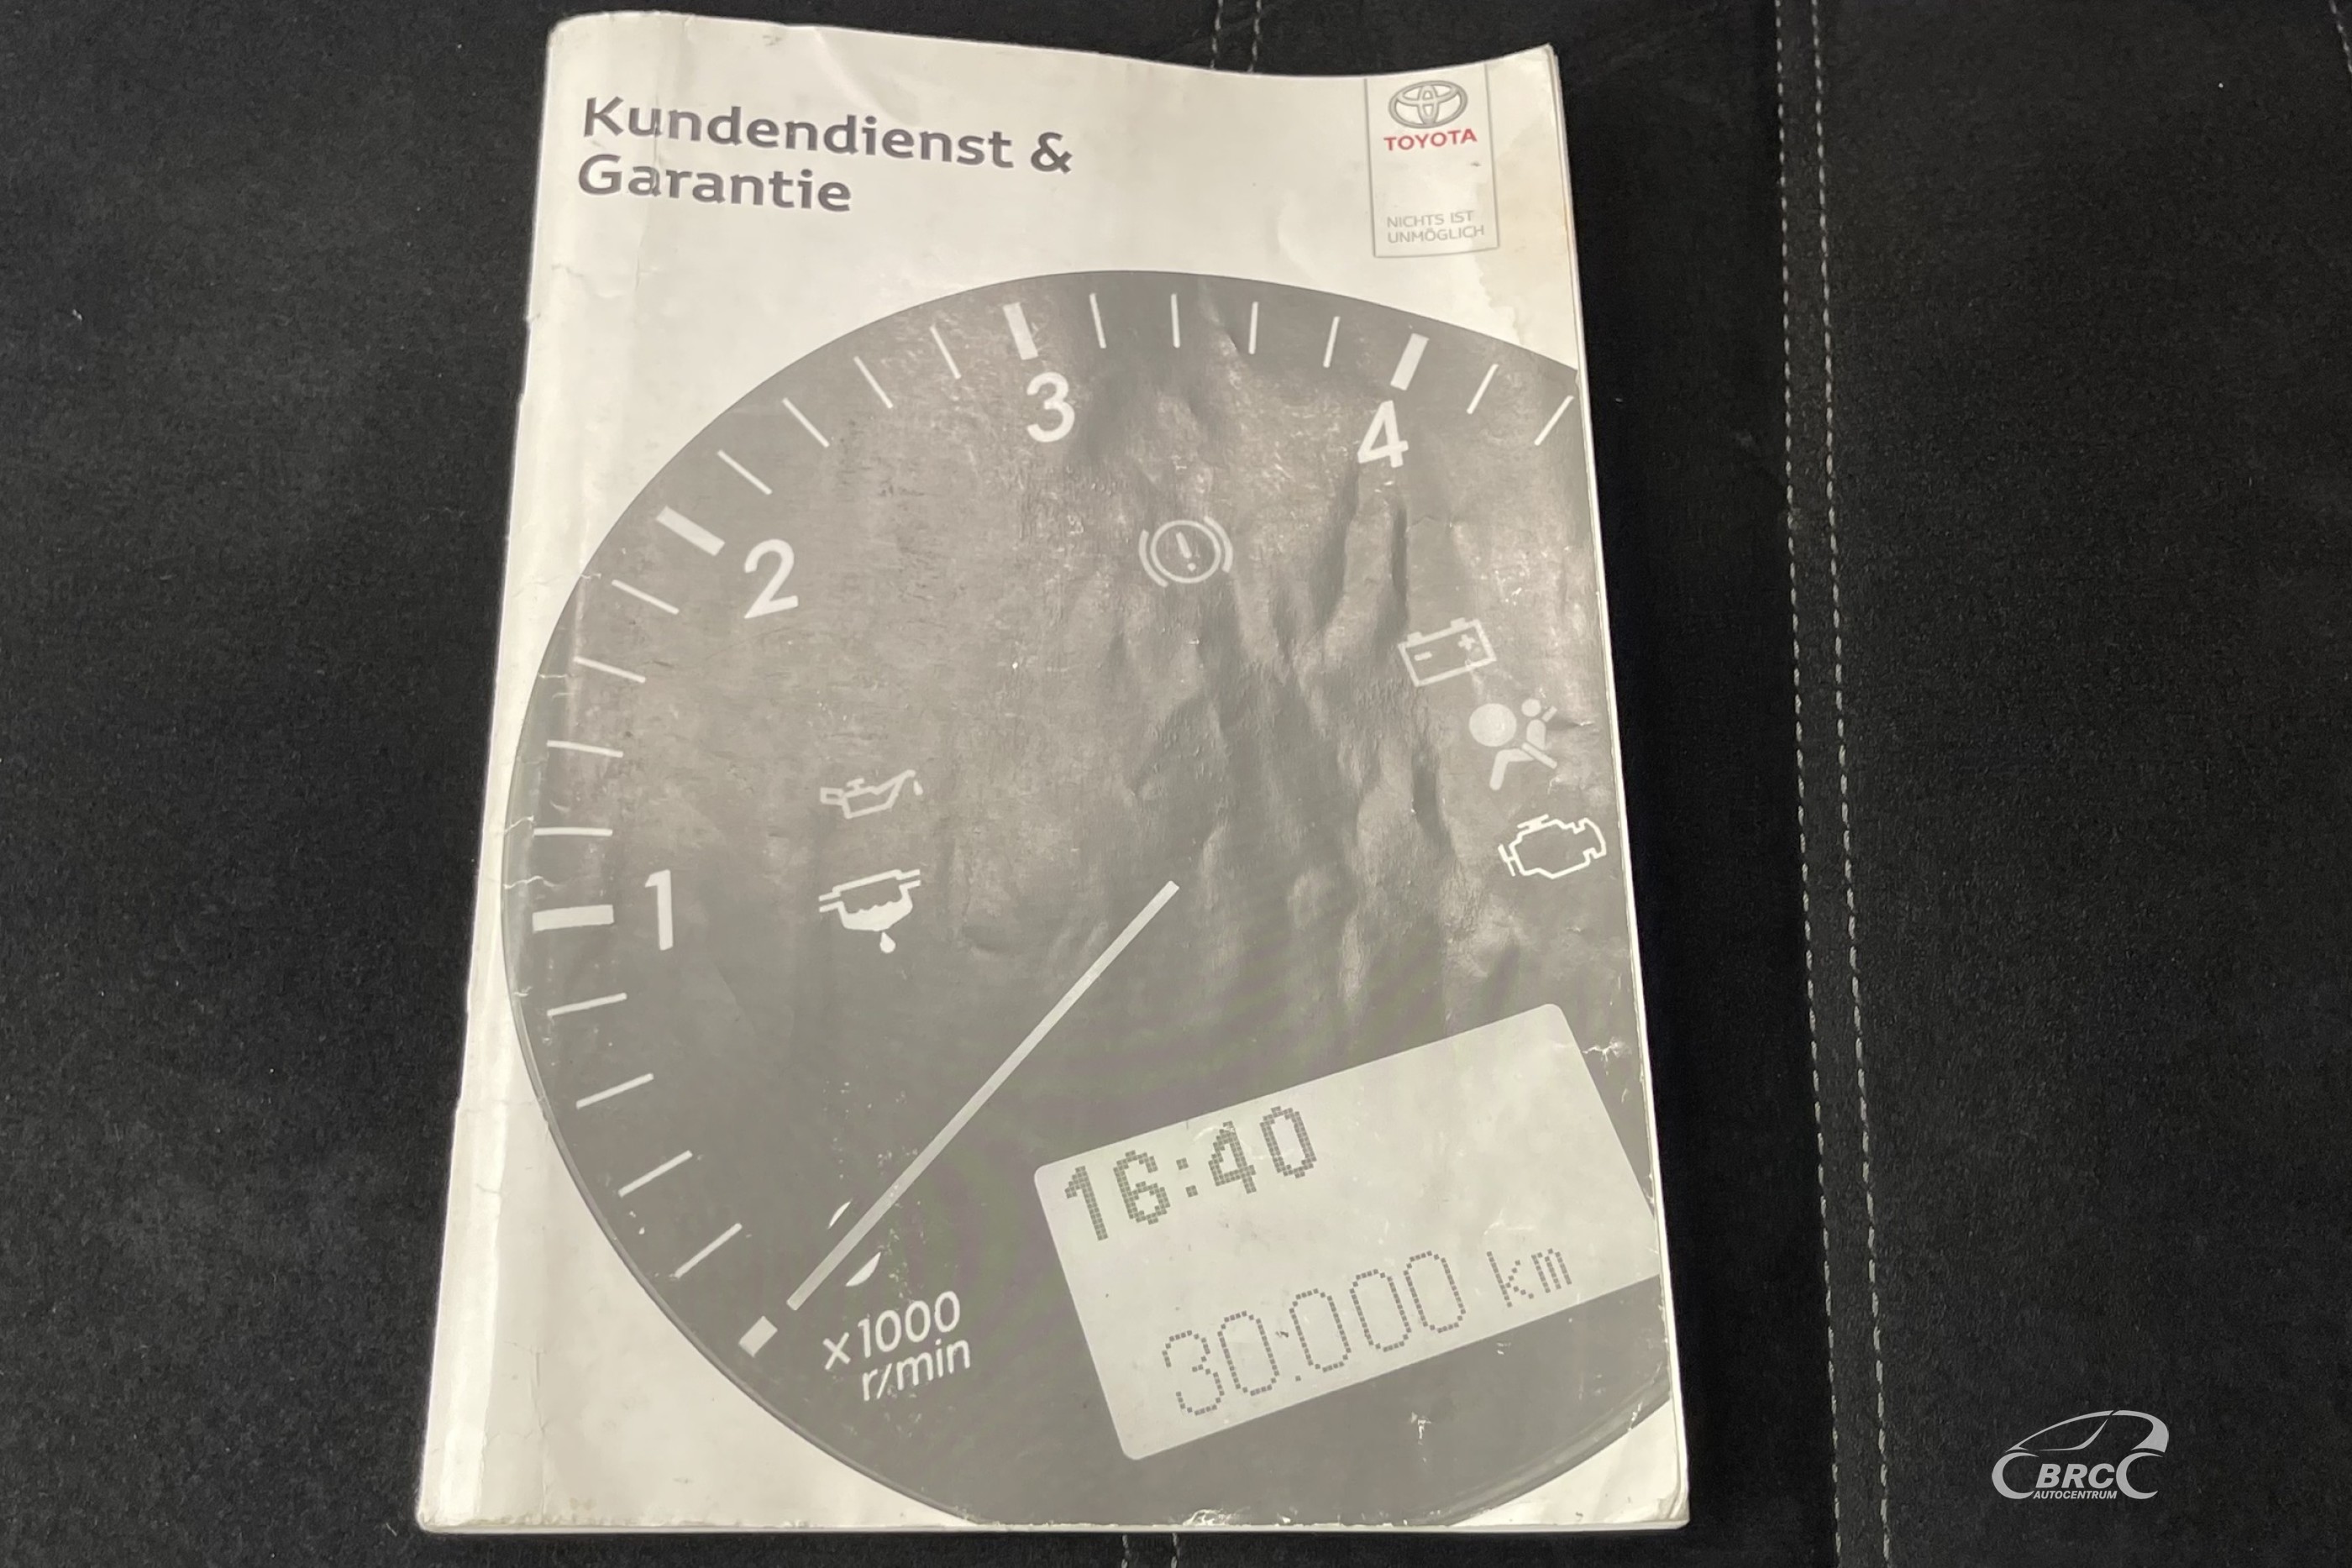 Kundendienst &
Garantie
TOYOTA
NICHTS IST
UNMÖGLICH
3
4
2
1
16:40
30.000 km
x1000
r/min
BRC
AUTOCENTRUM